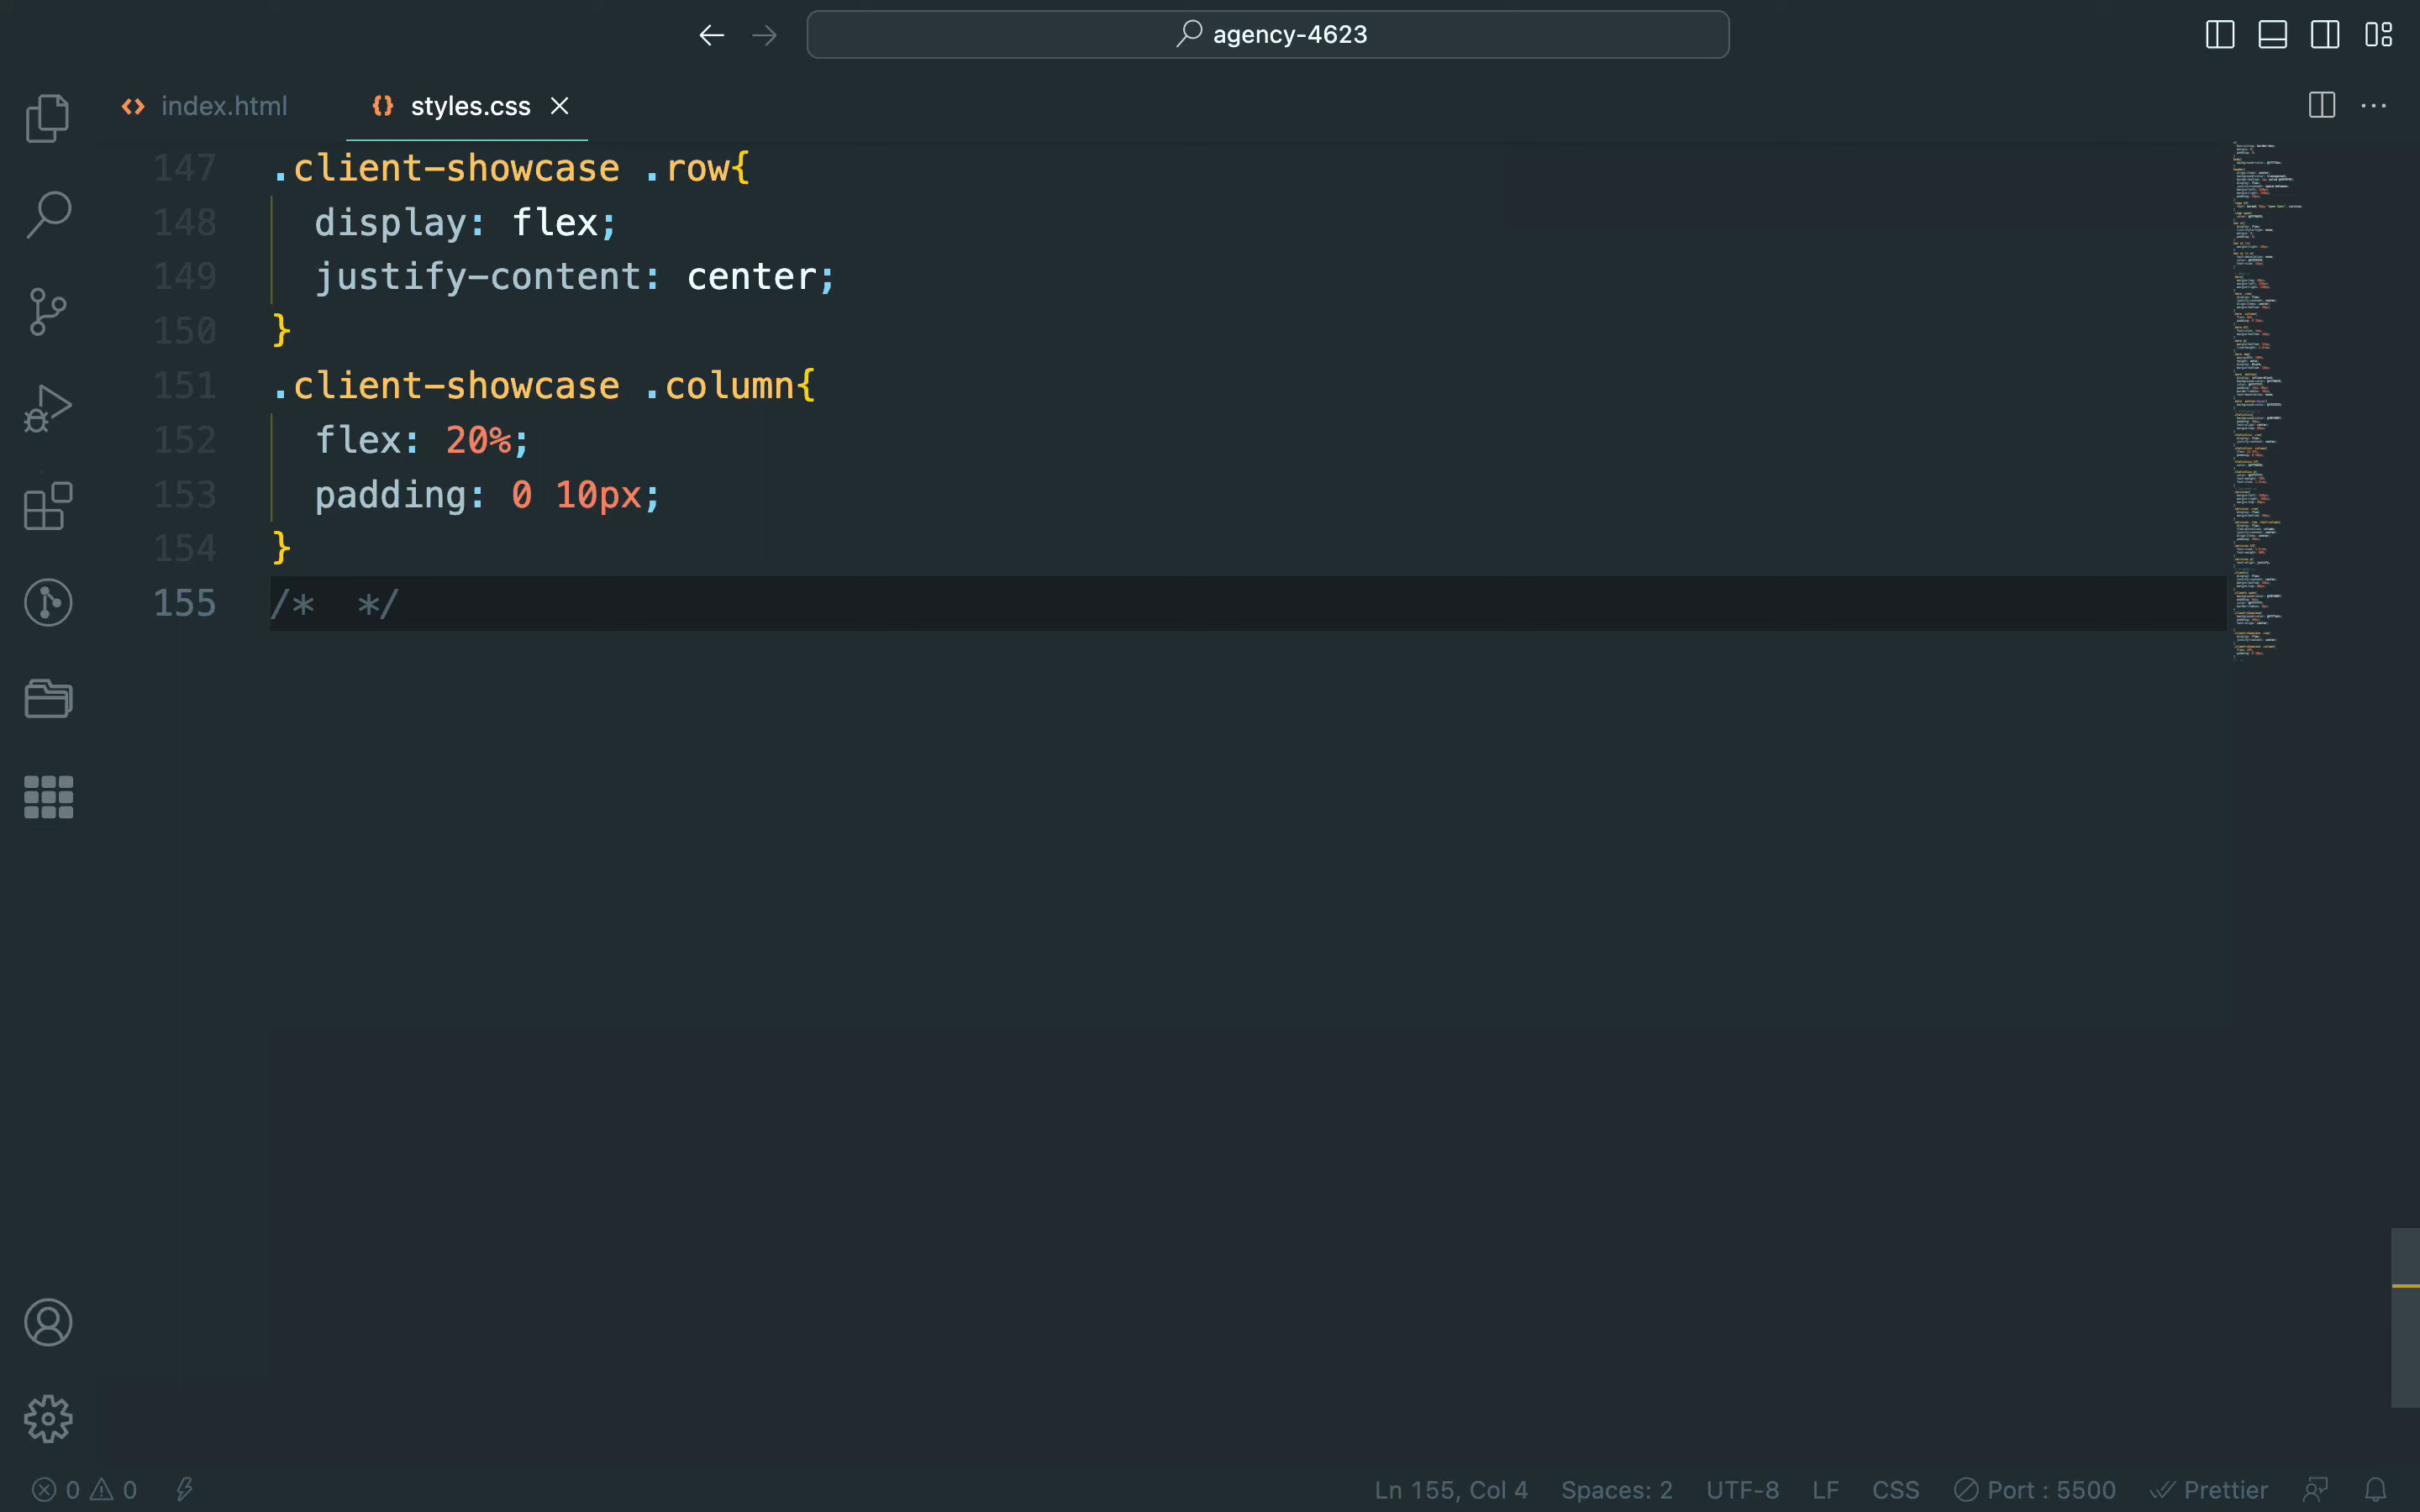 agency-4623
index.html
styles.css
147 .client-showcase .row{
148 display: flex;
149 justify-content: center;
150 }
151 .client-showcase .column{
152 flex: 20%;
153 padding: 0 10px;
154 }
155 /*  */
0 0 Ln 155, Col 4 Spaces: 2 UTF-8 LF CSS Port : 5500 Prettier